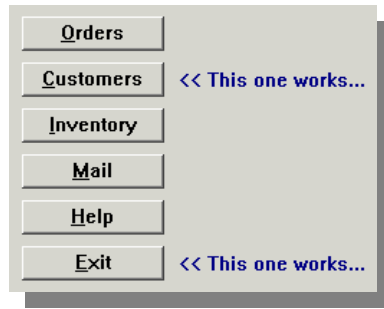 Orders
Customers << This one works...
Inventory
Mail
Help
Exit << This one works...